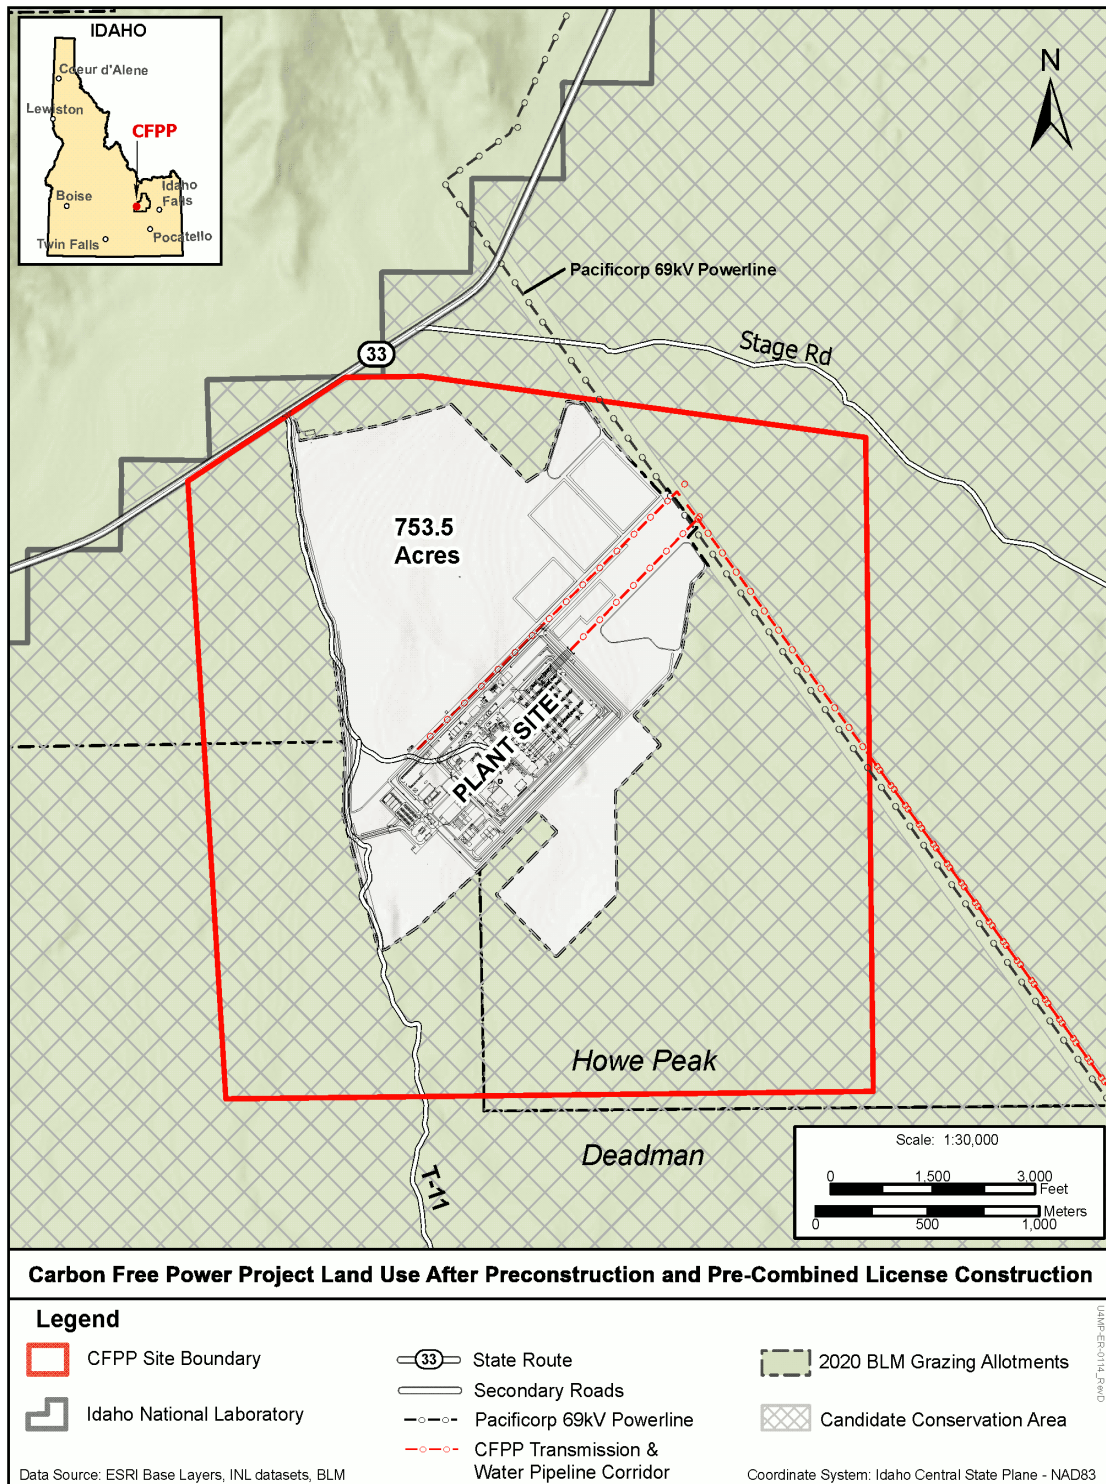 IDAHO
Coeur d'Alene
Lewiston
CFPP
Idaho
Falls
Boise
Twin Falls
Pocatello
N
Pacificorp 69kV Powerline
Stage Rd
33
753.5
Acres
PLANT SITE
Howe Peak
Deadman
T-11
Scale: 1:30,000
0 1,500 3,000
Feet
Meters
0 500 1,000
Carbon Free Power Project Land Use After Preconstruction and Pre-Combined License Construction
Legend
CFPP Site Boundary
Idaho National Laboratory
33 State Route
Secondary Roads
Pacificorp 69kV Powerline
CFPP Transmission &
Water Pipeline Corridor
2020 BLM Grazing Allotments
Candidate Conservation Area
U4MP-ER-0114_RevD
Data Source: ESRI Base Layers, INL datasets, BLM
Coordinate System: Idaho Central State Plane - NAD83